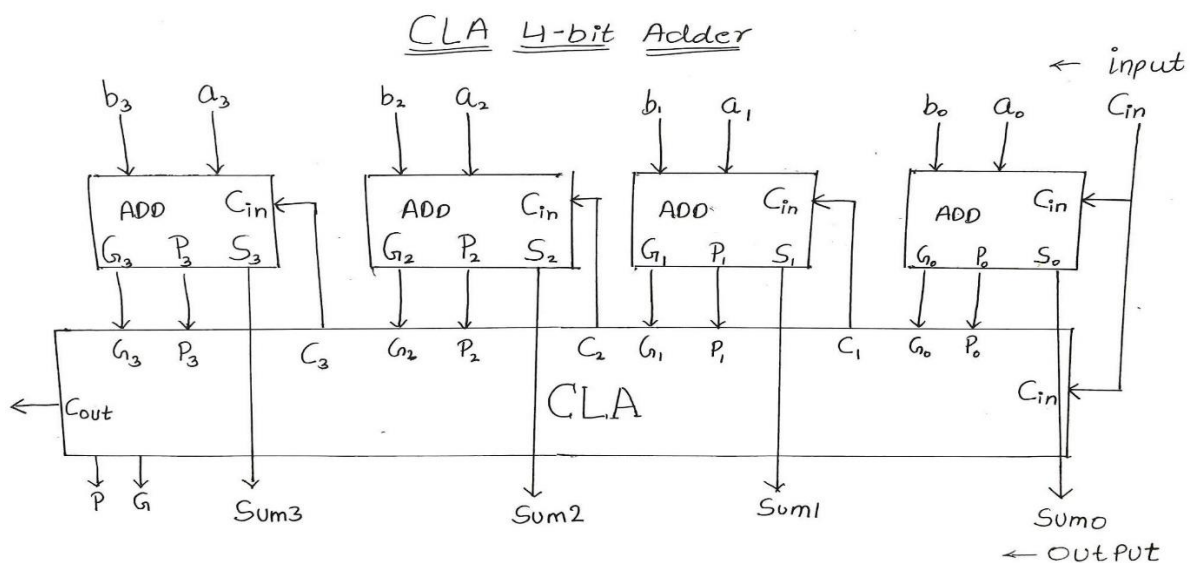 CLA 4-bit Adder
← input
b₃ a₃ b₂ a₂ b₁ a₁ b₀ a₀ Cin
ADD Cin ADD Cin ADD Cin ADD Cin
G₃ P₃ S₃ G₂ P₂ S₂ G₁ P₁ S₁ G₀ P₀ S₀
G₃ P₃ C₃ G₂ P₂ C₂ G₁ P₁ C₁ G₀ P₀
Cout CLA Cin
P G Sum3 Sum2 Sum1 Sum0
← OUTPUT